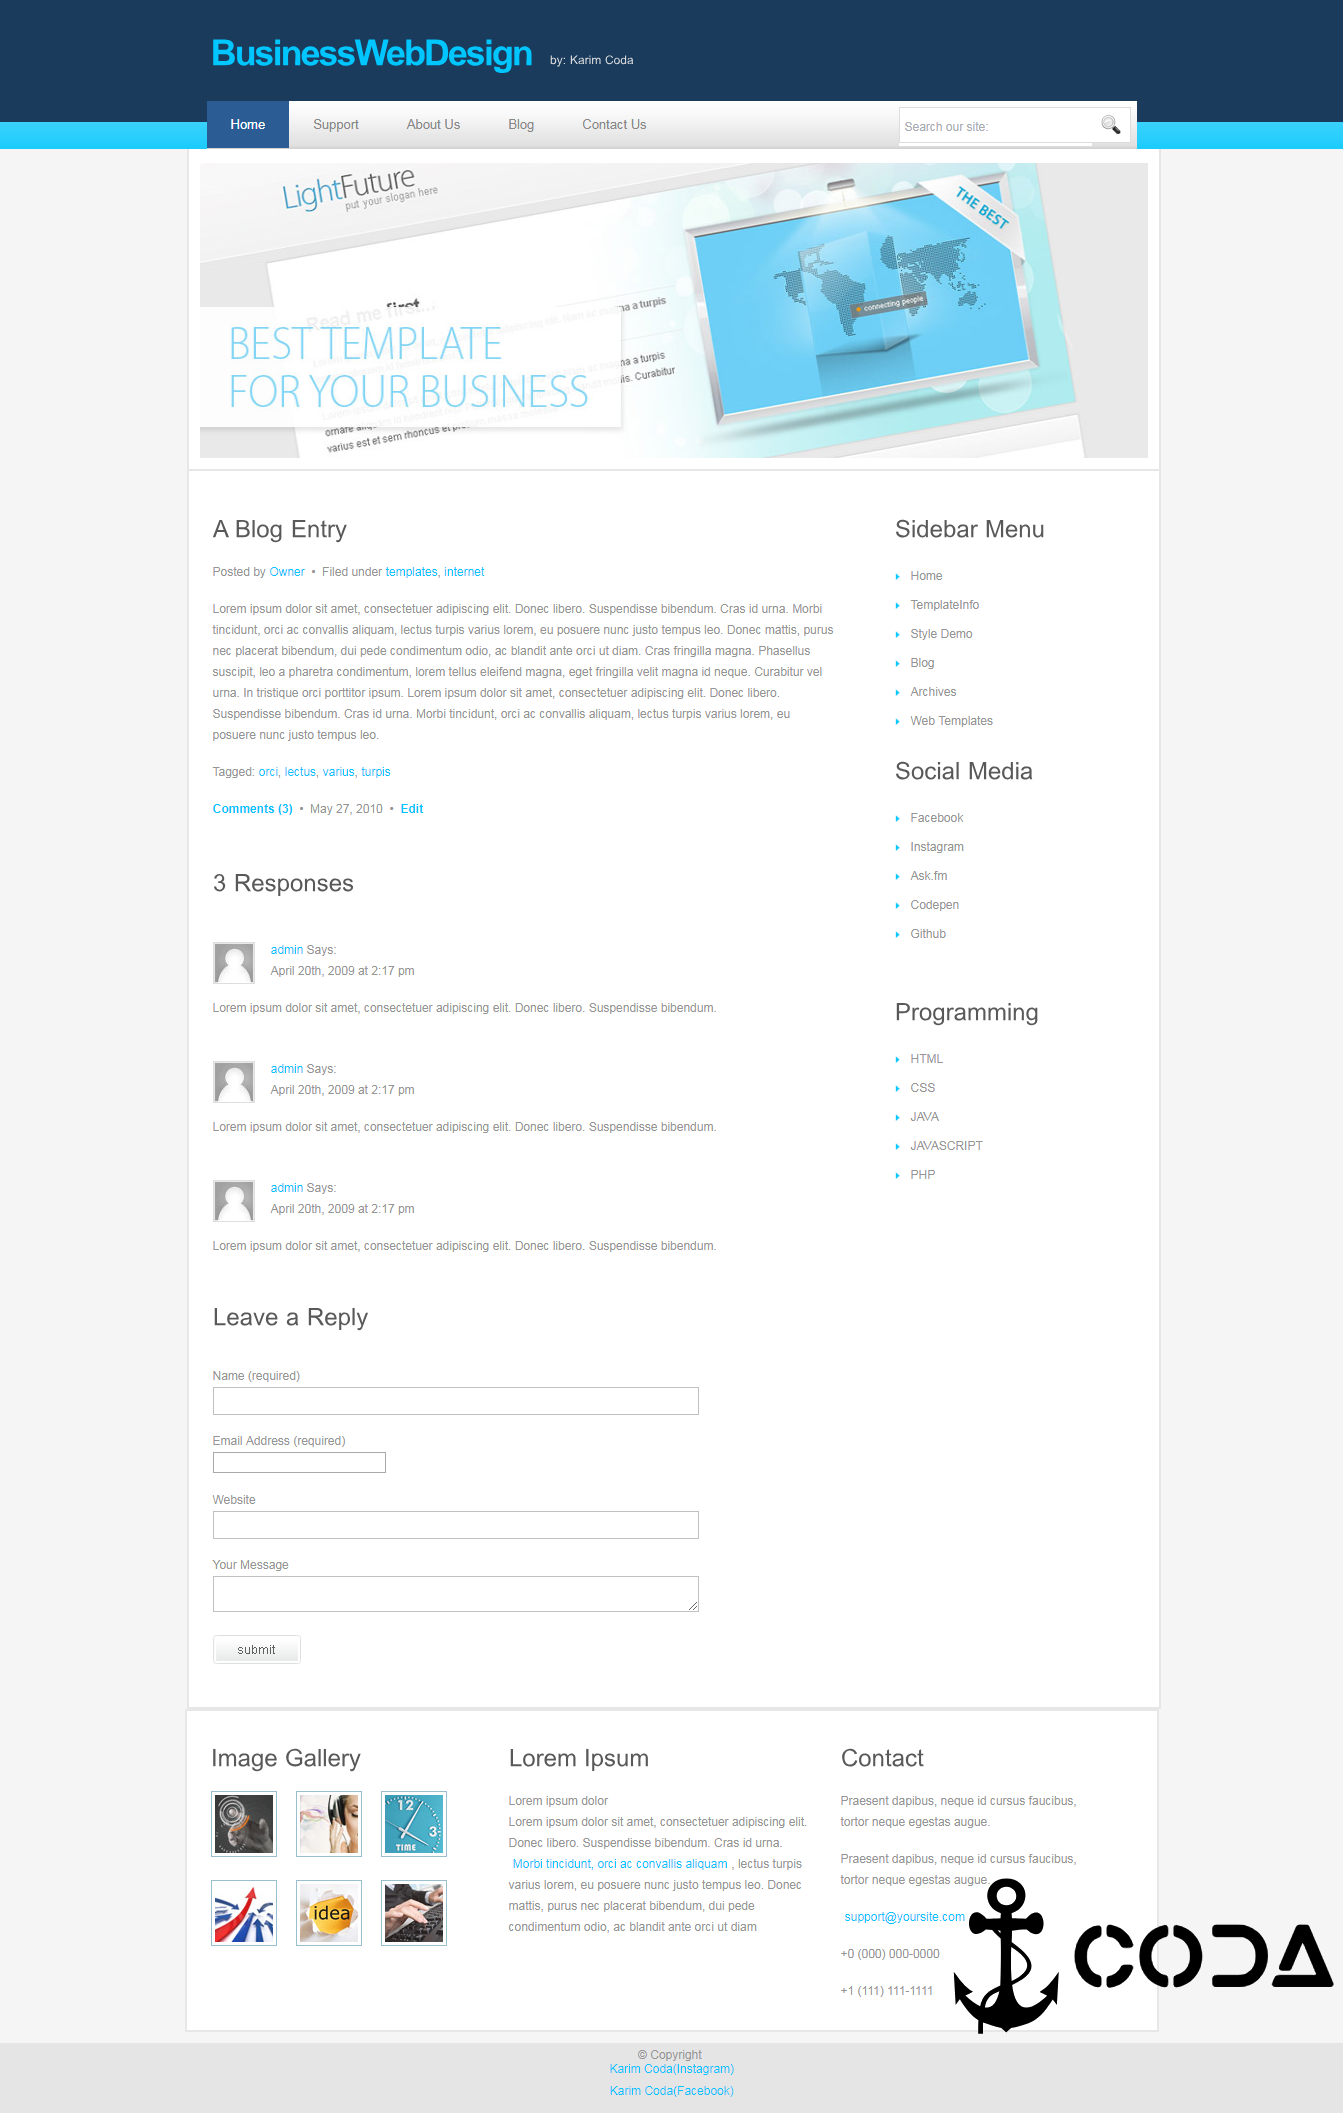 BusinessWebDesign by: Karim Coda
Home Support About Us Blog Contact Us Search our site:
LightFuture
put your slogan here
THE BEST
connecting people
Read me first...
BEST TEMPLATE
FOR YOUR BUSINESS
varius est et sem rhoncus et
A Blog Entry
Posted by Owner • Filed under templates, internet
Lorem ipsum dolor sit amet, consectetuer adipiscing elit. Donec libero. Suspendisse bibendum. Cras id urna. Morbi
tincidunt, orci ac convallis aliquam, lectus turpis varius lorem, eu posuere nunc justo tempus leo. Donec mattis, purus
nec placerat bibendum, dui pede condimentum odio, ac blandit ante orci ut diam. Cras fringilla magna. Phasellus
suscipit, leo a pharetra condimentum, lorem tellus eleifend magna, eget fringilla velit magna id neque. Curabitur vel
urna. In tristique orci porttitor ipsum. Lorem ipsum dolor sit amet, consectetuer adipiscing elit. Donec libero.
Suspendisse bibendum. Cras id urna. Morbi tincidunt, orci ac convallis aliquam, lectus turpis varius lorem, eu
posuere nunc justo tempus leo.
Tagged: orci, lectus, varius, turpis
Comments (3) • May 27, 2010 • Edit
3 Responses
admin Says:
April 20th, 2009 at 2:17 pm
Lorem ipsum dolor sit amet, consectetuer adipiscing elit. Donec libero. Suspendisse bibendum.
admin Says:
April 20th, 2009 at 2:17 pm
Lorem ipsum dolor sit amet, consectetuer adipiscing elit. Donec libero. Suspendisse bibendum.
admin Says:
April 20th, 2009 at 2:17 pm
Lorem ipsum dolor sit amet, consectetuer adipiscing elit. Donec libero. Suspendisse bibendum.
Leave a Reply
Name (required)
Email Address (required)
Website
Your Message
submit
Sidebar Menu
Home
TemplateInfo
Style Demo
Blog
Archives
Web Templates
Social Media
Facebook
Instagram
Ask.fm
Codepen
Github
Programming
HTML
CSS
JAVA
JAVASCRIPT
PHP
Image Gallery
12
3
TIME
idea
Lorem Ipsum
Lorem ipsum dolor
Lorem ipsum dolor sit amet, consectetuer adipiscing elit.
Donec libero. Suspendisse bibendum. Cras id urna.
Morbi tincidunt, orci ac convallis aliquam , lectus turpis
varius lorem, eu posuere nunc justo tempus leo. Donec
mattis, purus nec placerat bibendum, dui pede
condimentum odio, ac blandit ante orci ut diam
Contact
Praesent dapibus, neque id cursus faucibus,
tortor neque egestas augue.
Praesent dapibus, neque id cursus faucibus,
tortor neque egestas augue.
support@yoursite.com
+0 (000) 000-0000
+1 (111) 111-1111
CODA
© Copyright
Karim Coda(Instagram)
Karim Coda(Facebook)